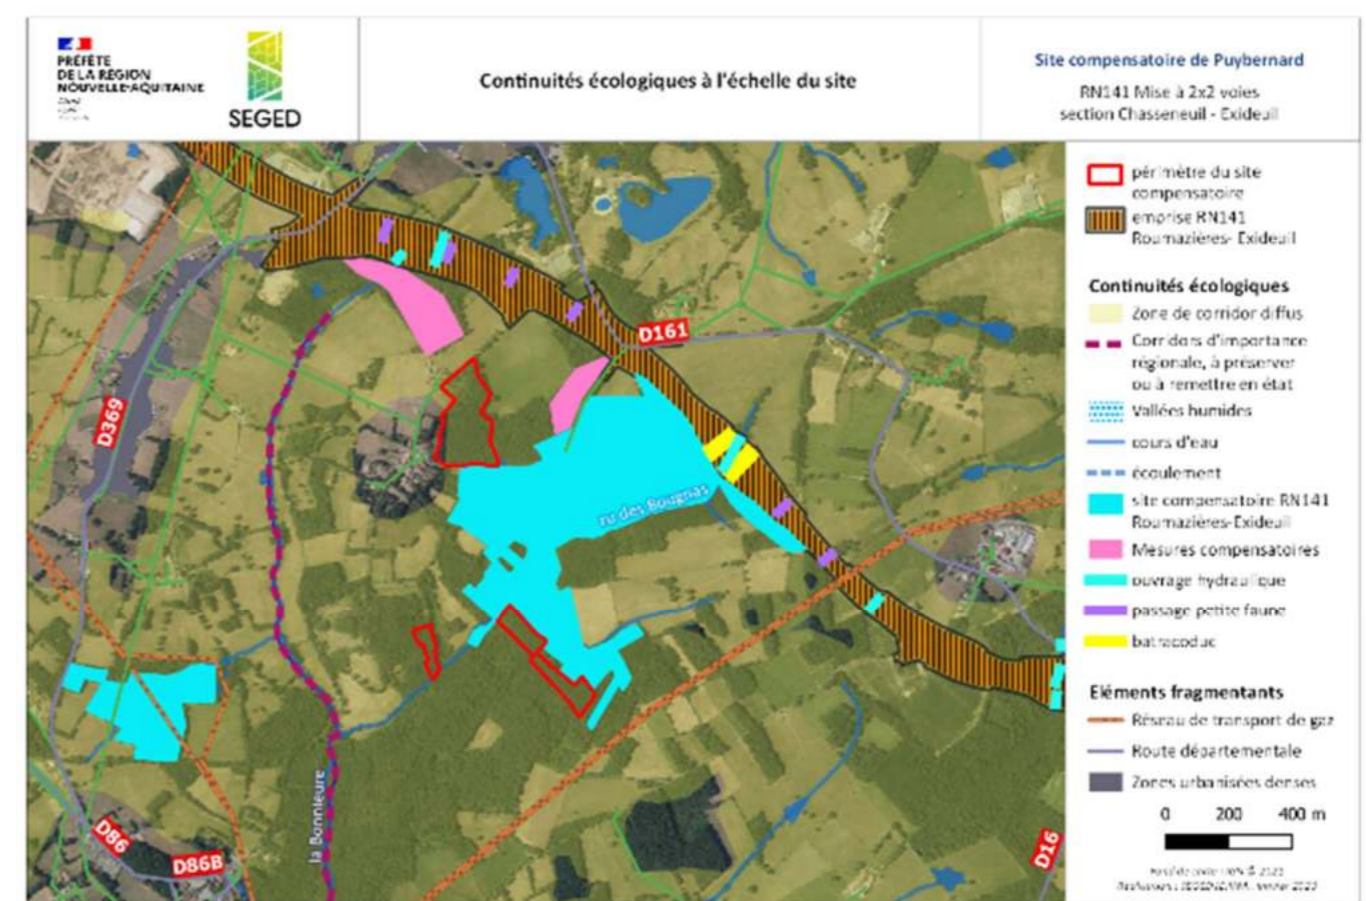 PRÉFÈTE
DE LA RÉGION
NOUVELLE-AQUITAINE
SEGED
Continuités écologiques à l'échelle du site
Site compensatoire de Puybernard
RN141 Mise à 2x2 voies
section Chasseneuil - Exideuil
périmètre du site
compensatoire
emprise RN141
Roumazières- Exideuil
Continuités écologiques
Zone de corridor diffus
Corridors d'importance
régionale, à préserver
ou à remettre en état
Vallées humides
cours d'eau
écoulement
site compensatoire RN141
Roumazières-Exideuil
Mesures compensatoires
ouvrage hydraulique
passage petite faune
batracoduc
Eléments fragmentants
Réseau de transport de gaz
Route départementale
Zones urbanisées denses
0 200 400 m
D161
D369
ru des Bougnas
la Bonnieure
D86
D86B
D16